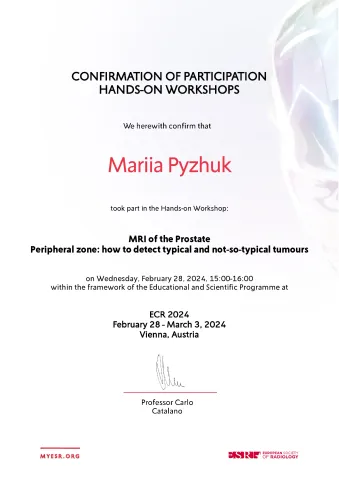 CONFIRMATION OF PARTICIPATION
HANDS-ON WORKSHOPS
We herewith confirm that
Mariia Pyzhuk
took part in the Hands-on Workshop:
MRI of the Prostate
Peripheral zone: how to detect typical and not-so-typical tumours
on Wednesday, February 28, 2024, 15:00-16:00
within the framework of the Educational and Scientific Programme at
ECR 2024
February 28 - March 3, 2024
Vienna, Austria
Professor Carlo
Catalano
MYESR.ORG
ESR EUROPEAN SOCIETY
OF RADIOLOGY